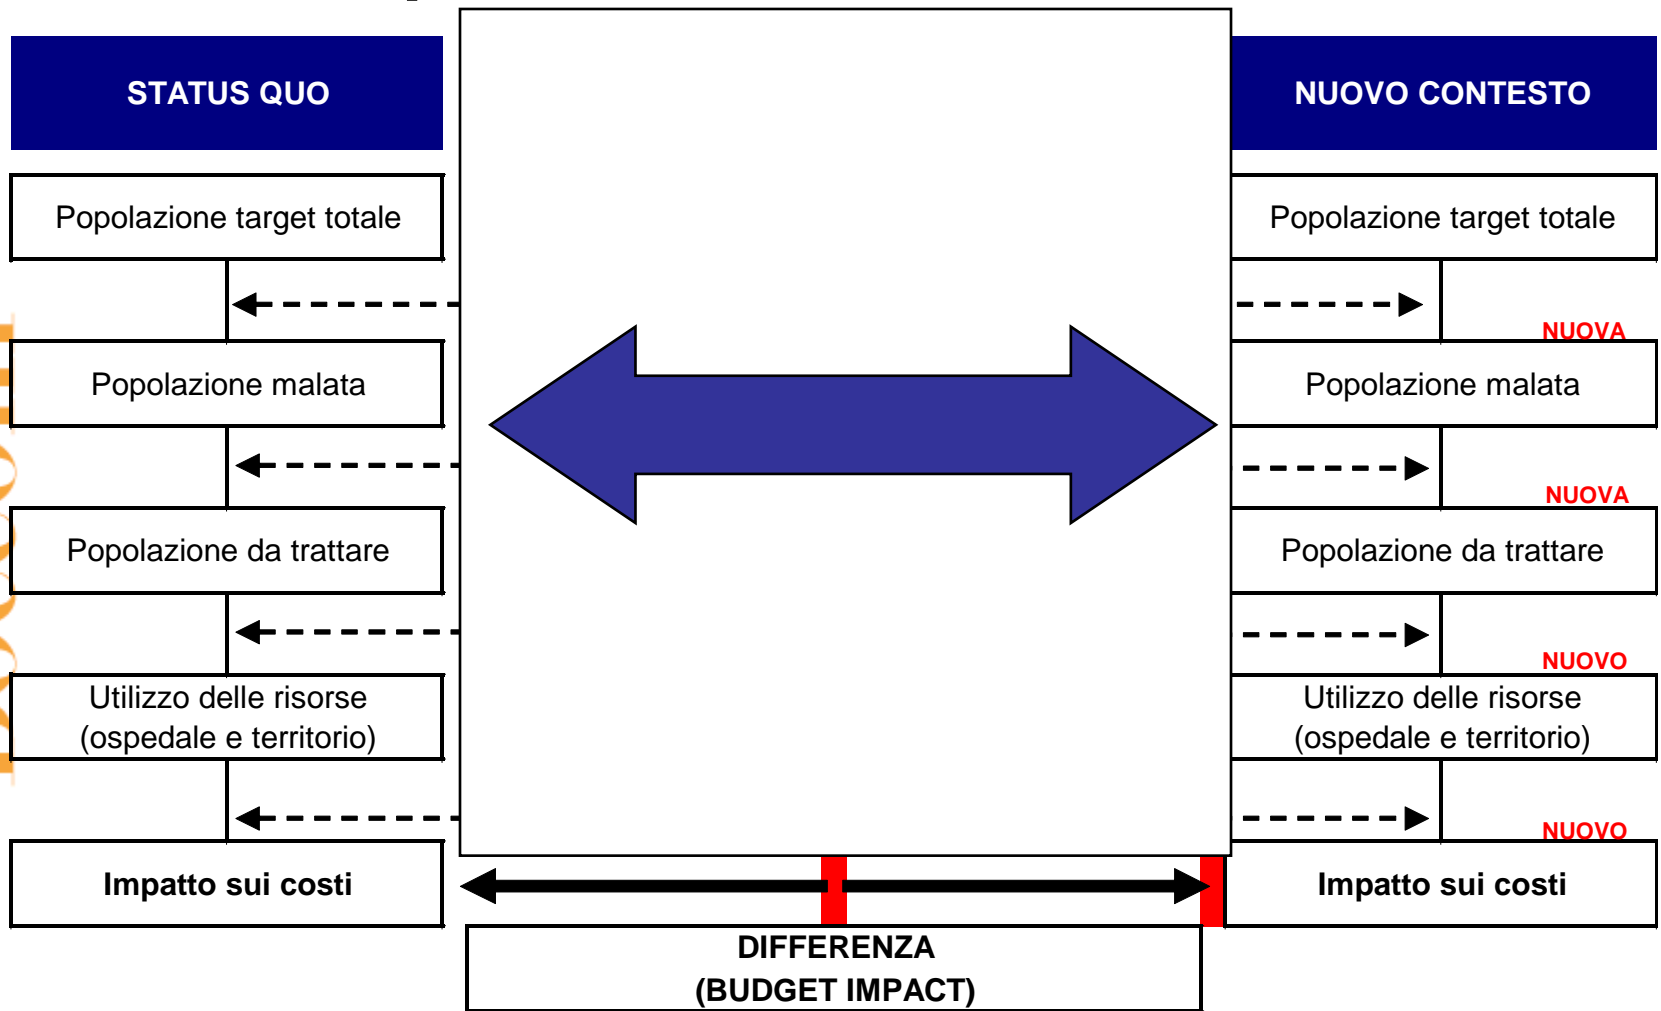 STATUS QUO
NUOVO CONTESTO
Popolazione target totale
Popolazione target totale
NUOVA
Popolazione malata
Popolazione malata
NUOVA
Popolazione da trattare
Popolazione da trattare
NUOVO
Utilizzo delle risorse
(ospedale e territorio)
Utilizzo delle risorse
(ospedale e territorio)
NUOVO
Impatto sui costi
Impatto sui costi
DIFFERENZA
(BUDGET IMPACT)